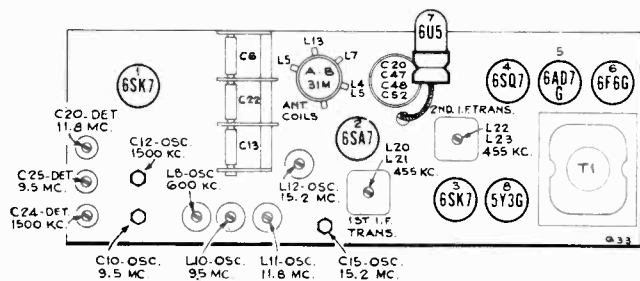 7
6U5
L13
L5
L7
L4
L5
A B
31M
ANT.
COILS
C6
C22
C13
C20
C47
C48
C52
1
6SK7
4
6SQ7
5
6AD7
G
6
6F6G
2
6SA7
2ND. I.F. TRANS.
L22
L23
455 KC.
L20
L21
455 KC.
1ST I.F.
TRANS.
3
6SK7
8
5Y3G
T1
C20-DET.
11.8 MC.
C12-OSC.
1500 KC.
C25-DET.
9.5 MC.
L8-OSC.
600 KC.
L12-OSC.
15.2 MC.
C24-DET.
1500 KC.
C10-OSC.
9.5 MC.
L10-OSC.
9.5 MC.
L11-OSC.
11.8 MC.
C15-OSC.
15.2 MC.